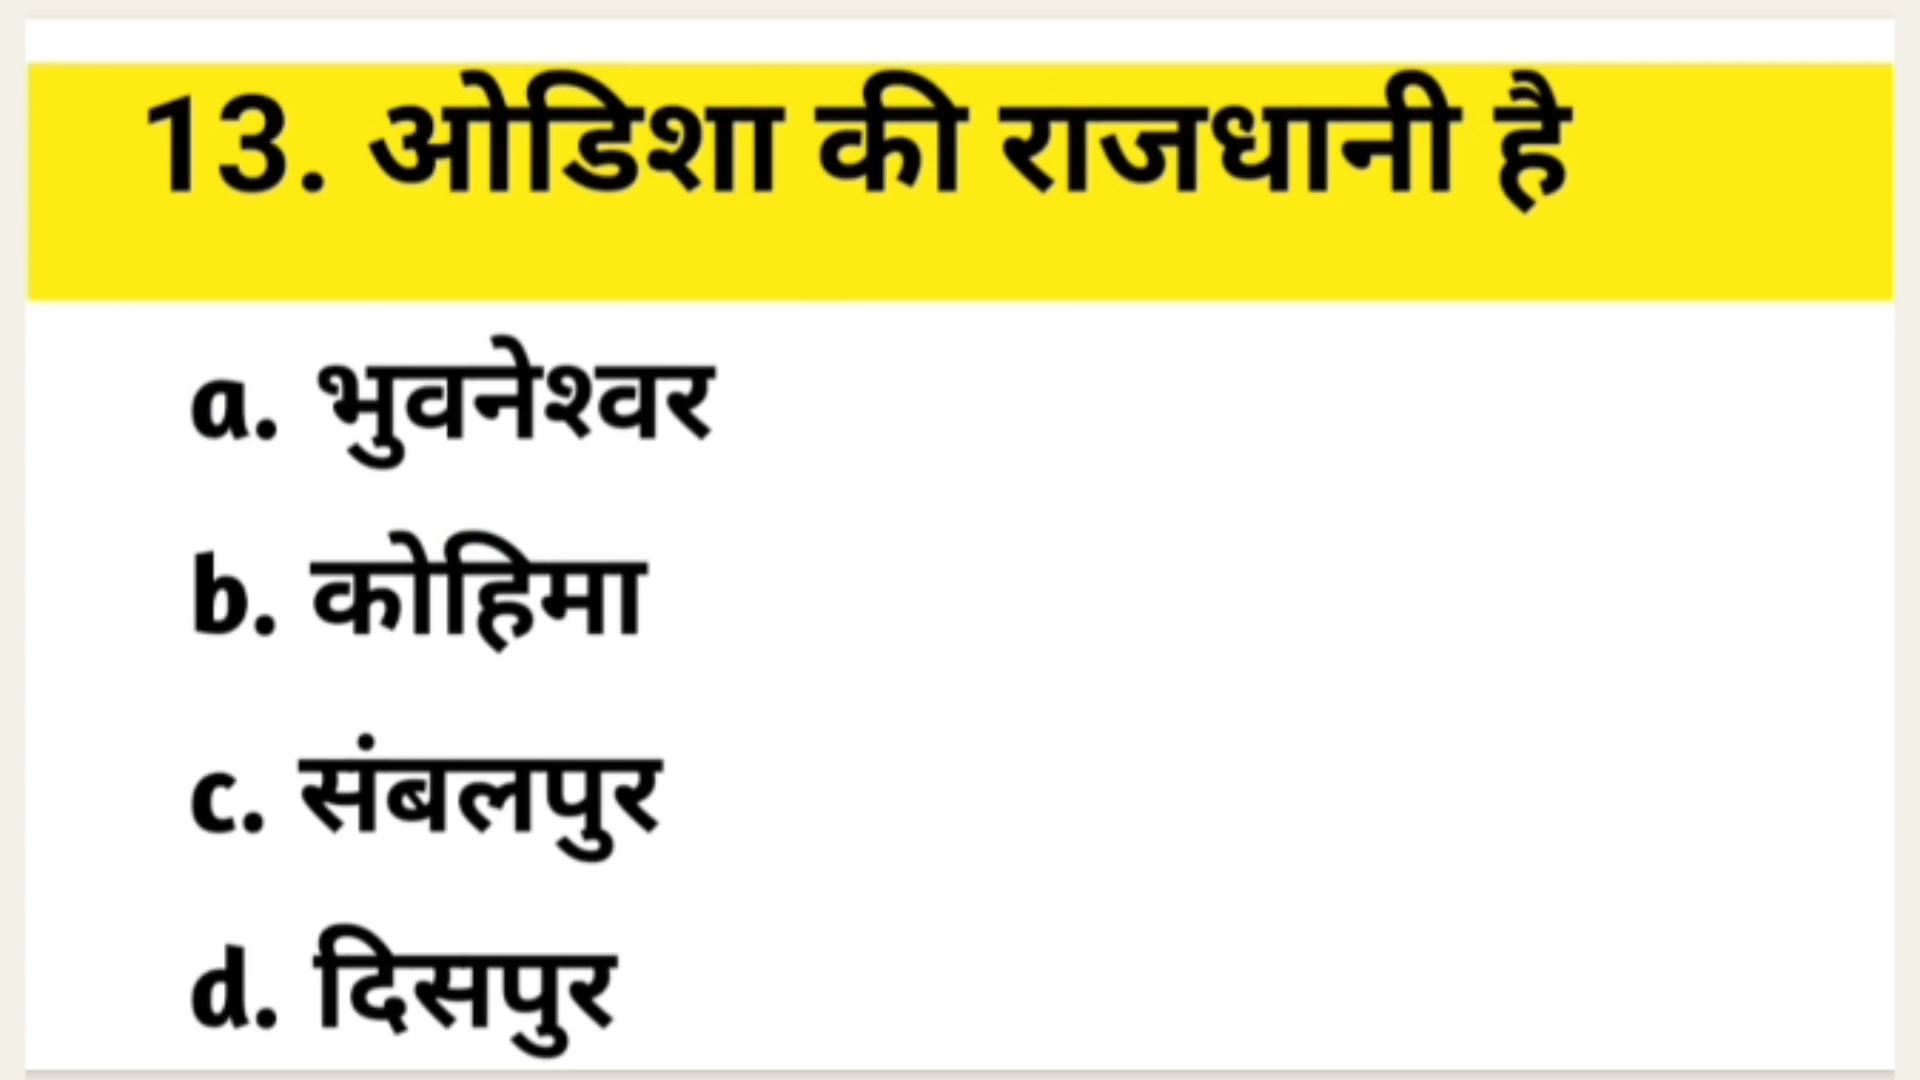 13. ओडिशा की राजधानी है
a. भुवनेश्वर
b. कोहिमा
c. संबलपुर
d. दिसपुर